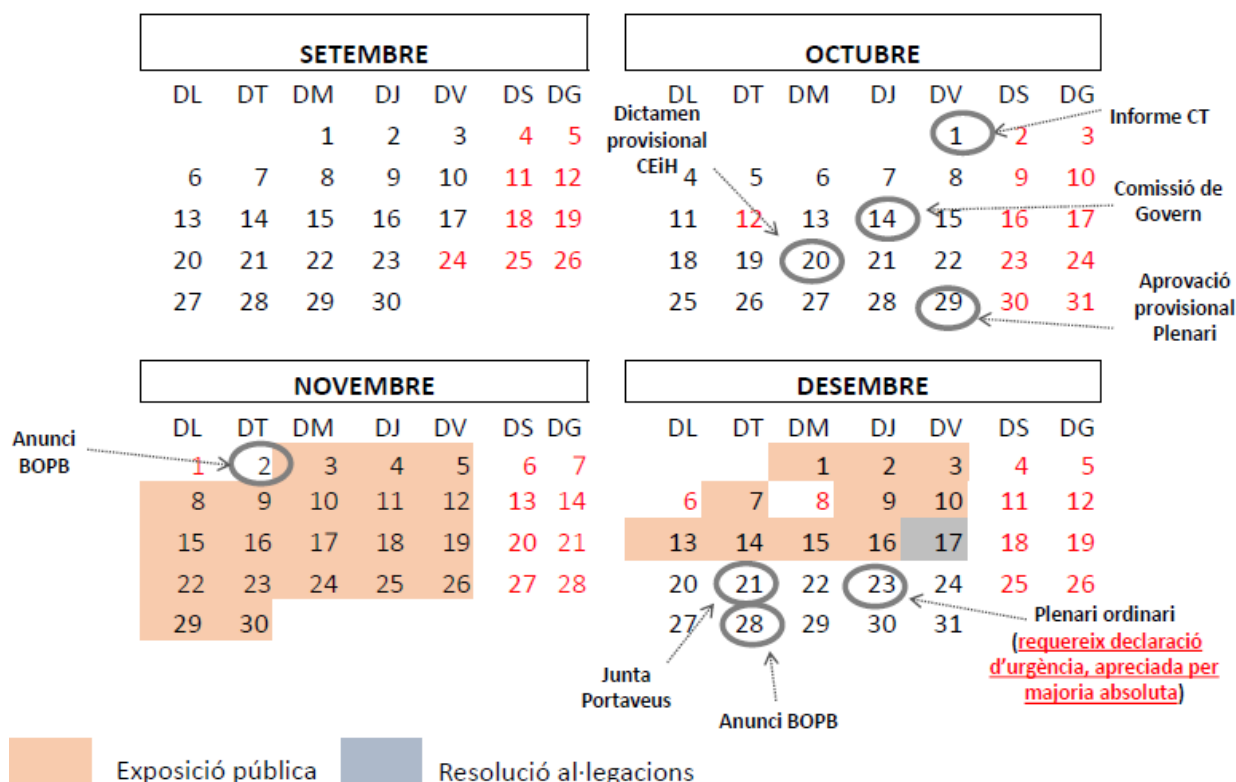 SETEMBRE
DL DT DM DJ DV DS DG
1 2 3 4 5
6 7 8 9 10 11 12
13 14 15 16 17 18 19
20 21 22 23 24 25 26
27 28 29 30
OCTUBRE
DL DT DM DJ DV DS DG
1 2 3
4 5 6 7 8 9 10
11 12 13 14 15 16 17
18 19 20 21 22 23 24
25 26 27 28 29 30 31
Dictamen
provisional
CEiH
Informe CT
Comissió de
Govern
Aprovació
provisional
Plenari
NOVEMBRE
DL DT DM DJ DV DS DG
1 2 3 4 5 6 7
8 9 10 11 12 13 14
15 16 17 18 19 20 21
22 23 24 25 26 27 28
29 30
Anunci
BOPB
DESEMBRE
DL DT DM DJ DV DS DG
1 2 3 4 5
6 7 8 9 10 11 12
13 14 15 16 17 18 19
20 21 22 23 24 25 26
27 28 29 30 31
Junta
Portaveus
Anunci BOPB
Plenari ordinari
(requereix declaració
d'urgència, apreciada per
majoria absoluta)
Exposició pública
Resolució al·legacions